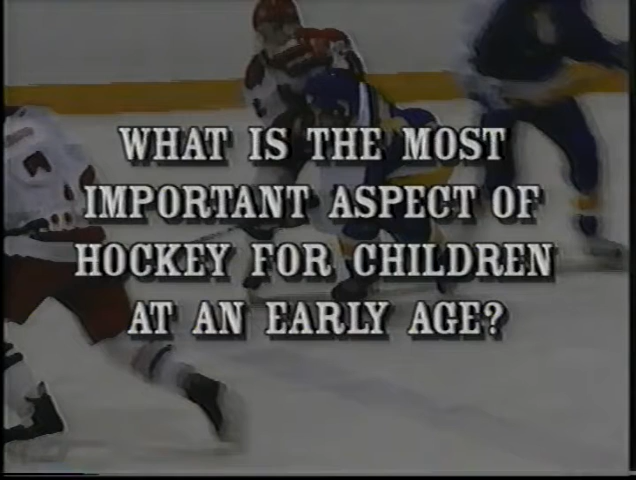 WHAT IS THE MOST
IMPORTANT ASPECT OF
HOCKEY FOR CHILDREN
AT AN EARLY AGE?